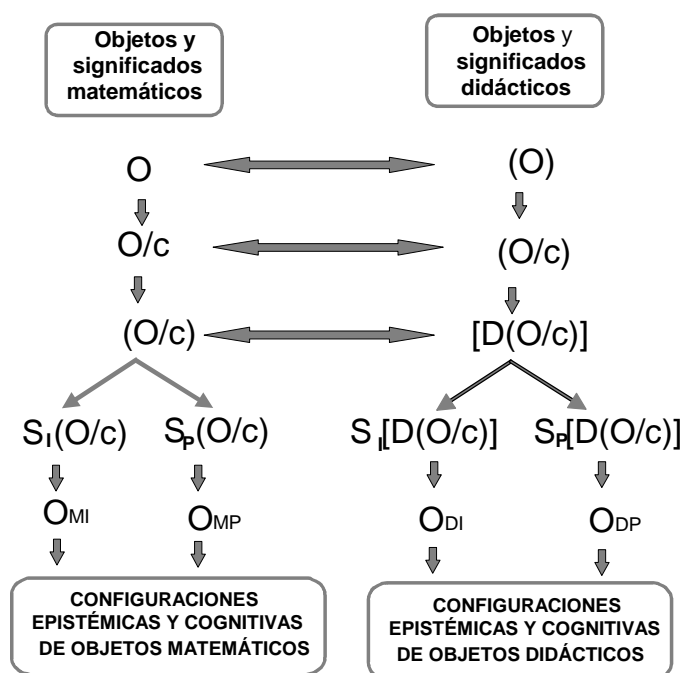 Objetos y
significados
matemáticos
Objetos y
significados
didácticos
O
(O)
O/c
(O/c)
(O/c)
[D(O/c)]
SI(O/c)
SP(O/c)
SI[D(O/c)]
SP[D(O/c)]
OMI
OMP
ODI
ODP
CONFIGURACIONES
EPISTÉMICAS Y COGNITIVAS
DE OBJETOS MATEMÁTICOS
CONFIGURACIONES
EPISTÉMICAS Y COGNITIVAS
DE OBJETOS DIDÁCTICOS